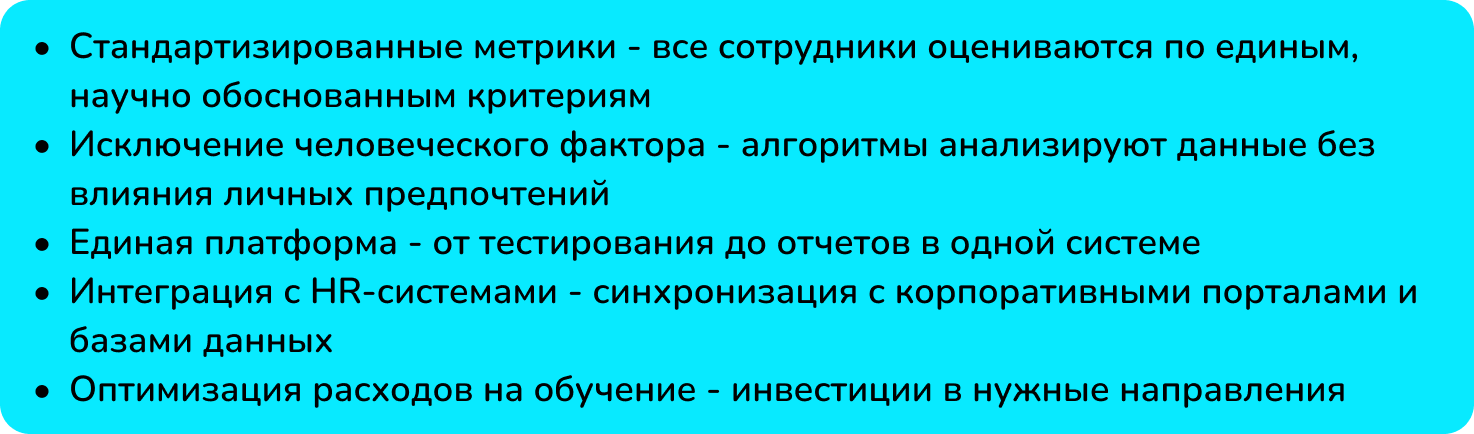 • Стандартизированные метрики - все сотрудники оцениваются по единым,
научно обоснованным критериям
• Исключение человеческого фактора - алгоритмы анализируют данные без
влияния личных предпочтений
• Единая платформа - от тестирования до отчетов в одной системе
• Интеграция с HR-системами - синхронизация с корпоративными порталами и
базами данных
• Оптимизация расходов на обучение - инвестиции в нужные направления